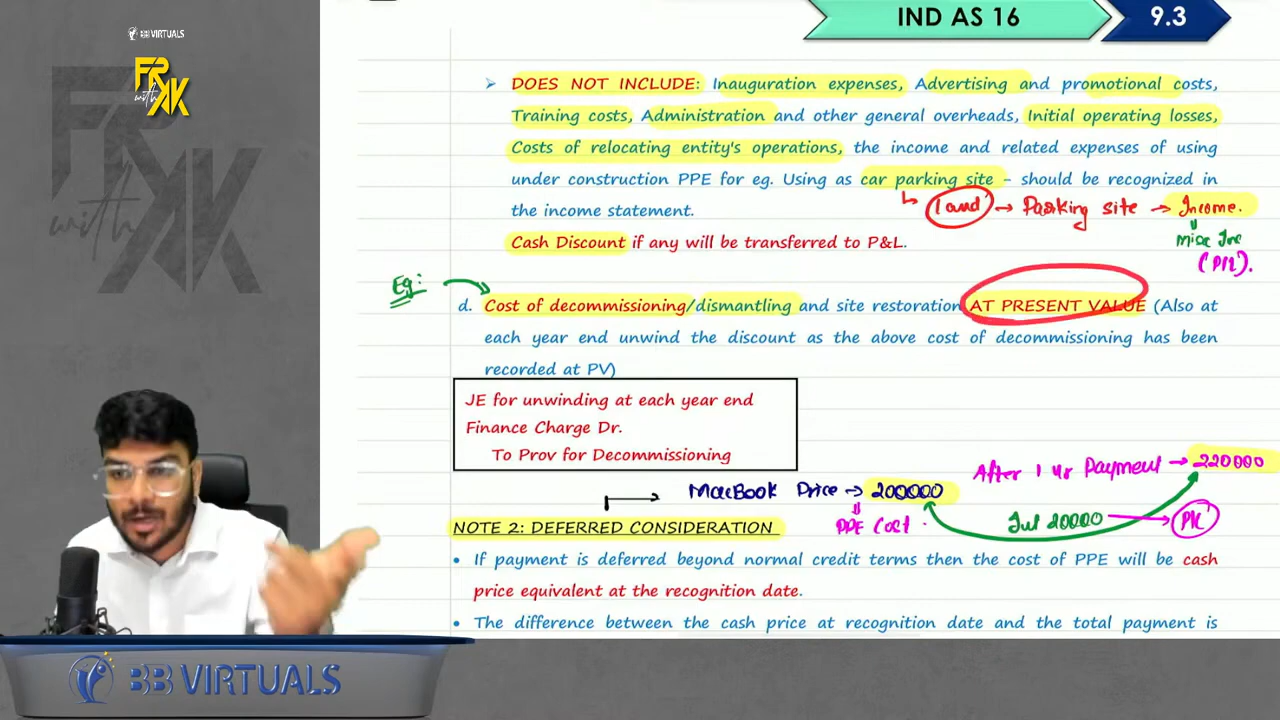 IND AS 16
9.3
BB VIRTUALS
FR
with
AK
FR
with
AK
➢ DOES NOT INCLUDE: Inauguration expenses, Advertising and promotional costs,
Training costs, Administration and other general overheads, Initial operating losses,
Costs of relocating entity's operations, the income and related expenses of using
under construction PPE for eg. Using as car parking site - should be recognized in
the income statement.
Land → Parking site → Income.
Misc Inc
(P/L).
Cash Discount if any will be transferred to P&L.
Eg:
d. Cost of decommissioning/dismantling and site restoration AT PRESENT VALUE (Also at
each year end unwind the discount as the above cost of decommissioning has been
recorded at PV)
JE for unwinding at each year end
Finance Charge Dr.
To Prov for Decommissioning
After 1 yr Payment → 220000
MacBook Price → 200000
PPE Cost
Int 20000 → P/L
NOTE 2: DEFERRED CONSIDERATION
• If payment is deferred beyond normal credit terms then the cost of PPE will be cash
price equivalent at the recognition date.
• The difference between the cash price at recognition date and the total payment is
BB VIRTUALS